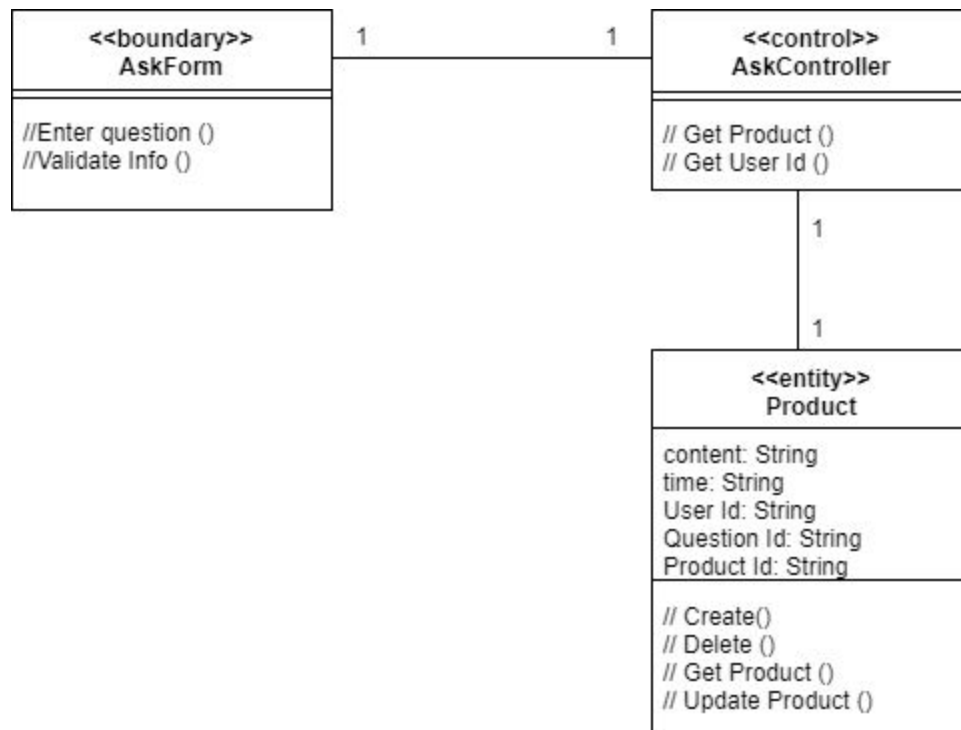 <<boundary>>
AskForm
//Enter question ()
//Validate Info ()
1
1
<<control>>
AskController
// Get Product ()
// Get User Id ()
1
1
<<entity>>
Product
content: String
time: String
User Id: String
Question Id: String
Product Id: String
// Create()
// Delete ()
// Get Product ()
// Update Product ()